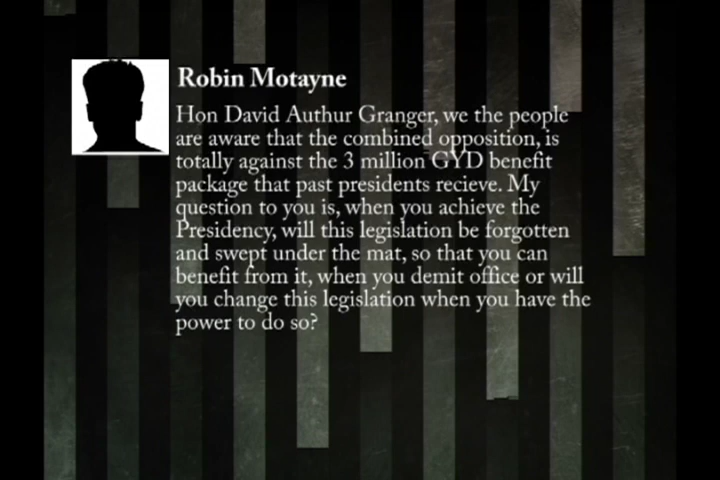 Robin Motayne
Hon David Authur Granger, we the people
are aware that the combined opposition, is
totally against the 3 million GYD benefit
package that past presidents recieve. My
question to you is, when you achieve the
Presidency, will this legislation be forgotten
and swept under the mat, so that you can
benefit from it, when you demit office or will
you change this legislation when you have the
power to do so?